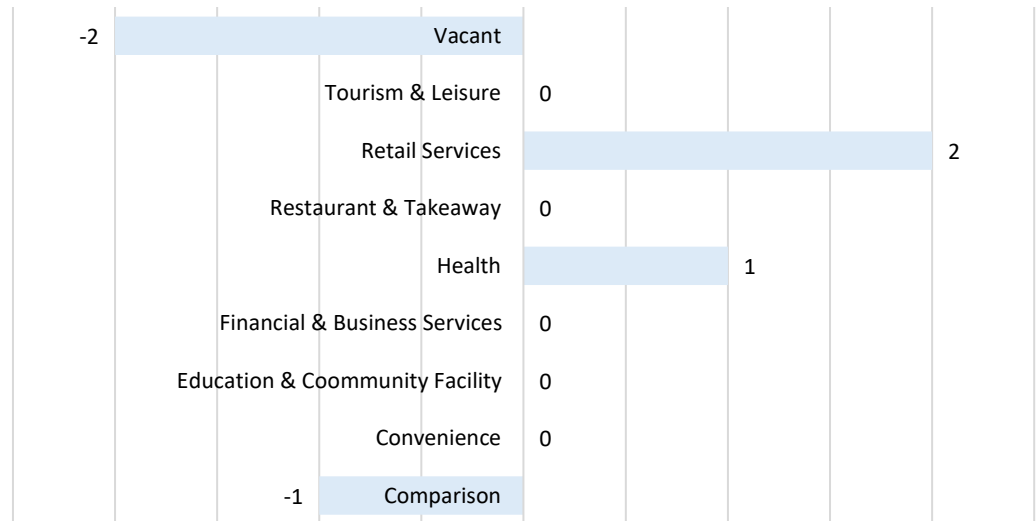 -2 Vacant
Tourism & Leisure 0
Retail Services 2
Restaurant & Takeaway 0
Health 1
Financial & Business Services 0
Education & Coommunity Facility 0
Convenience 0
-1 Comparison